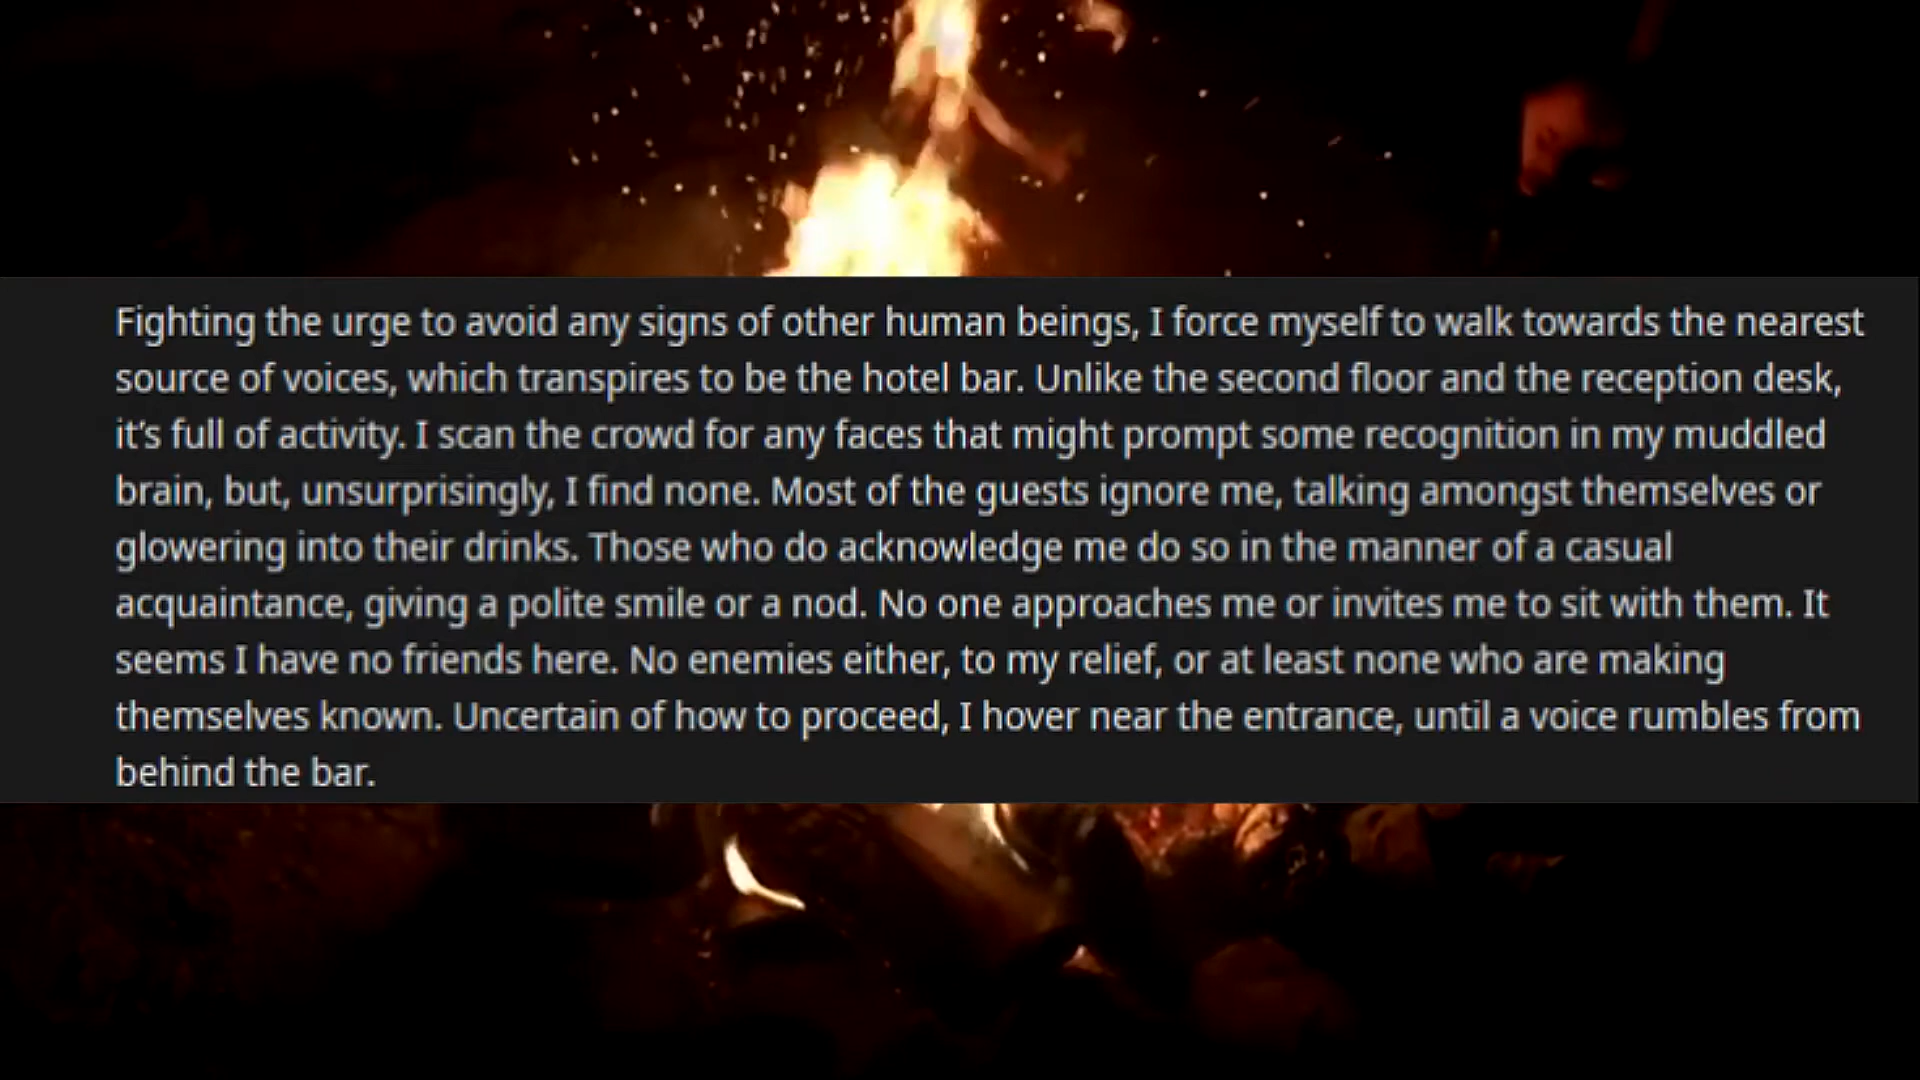 Fighting the urge to avoid any signs of other human beings, I force myself to walk towards the nearest
source of voices, which transpires to be the hotel bar. Unlike the second floor and the reception desk,
it's full of activity. I scan the crowd for any faces that might prompt some recognition in my muddled
brain, but, unsurprisingly, I find none. Most of the guests ignore me, talking amongst themselves or
glowering into their drinks. Those who do acknowledge me do so in the manner of a casual
acquaintance, giving a polite smile or a nod. No one approaches me or invites me to sit with them. It
seems I have no friends here. No enemies either, to my relief, or at least none who are making
themselves known. Uncertain of how to proceed, I hover near the entrance, until a voice rumbles from
behind the bar.